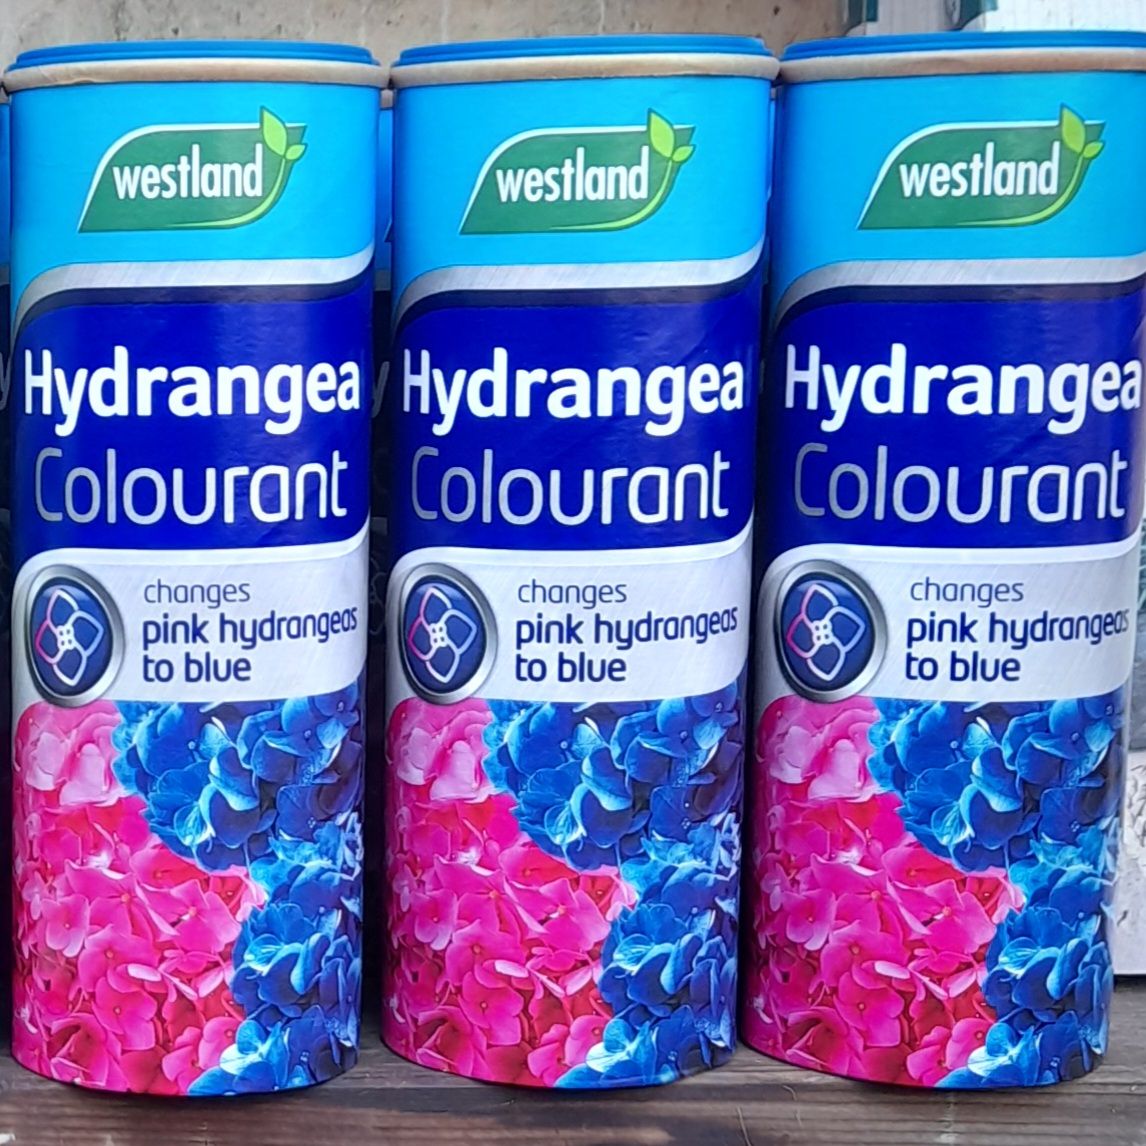 westland
Hydrangea
Colourant
changes
pink hydrangeas
to blue
westland
Hydrangea
Colourant
changes
pink hydrangeas
to blue
westland
Hydrangea
Colourant
changes
pink hydrangeas
to blue